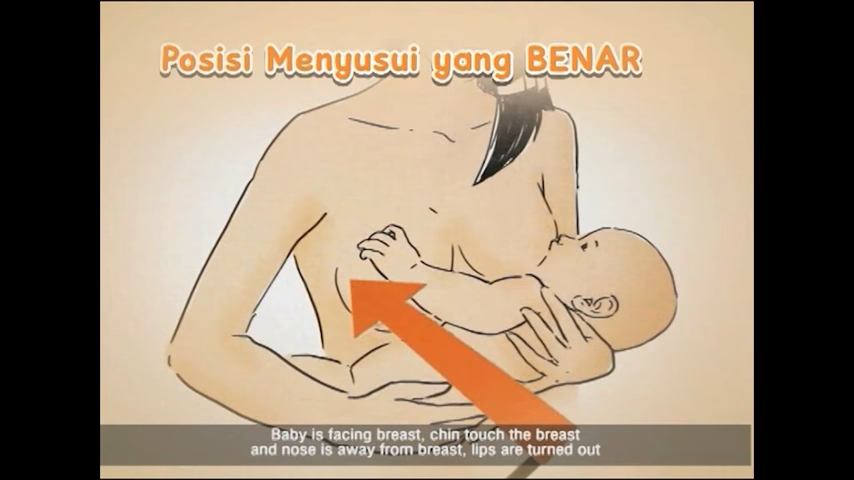 Posisi Menyusui yang BENAR
Baby is facing breast, chin touch the breast
and nose is away from breast, lips are turned out